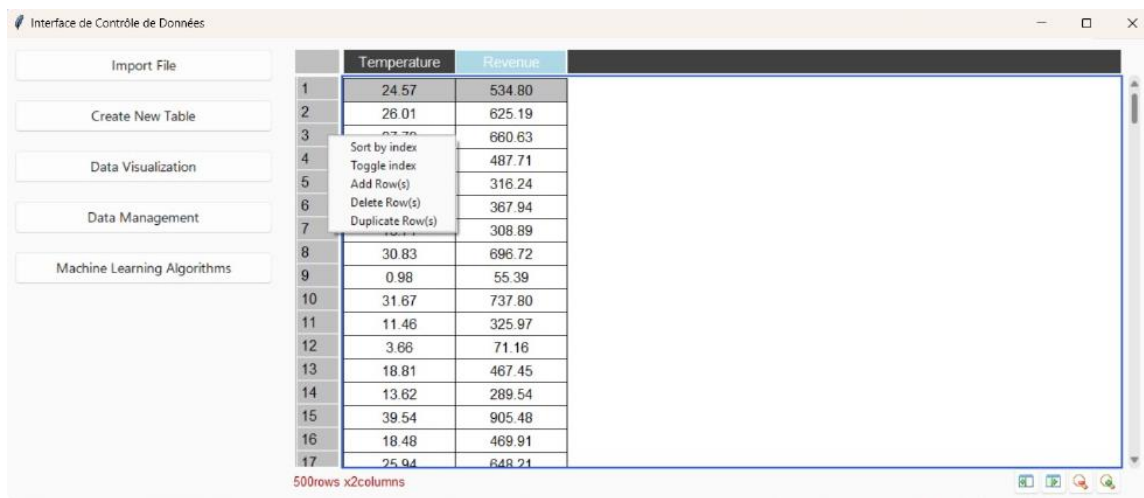 Interface de Contrôle de Données
Import File
Create New Table
Data Visualization
Data Management
Machine Learning Algorithms
Temperature Revenue
1 24.57 534.80
2 26.01 625.19
3 660.63
4 487.71
5 316.24
6 367.94
7 308.89
8 30.83 696.72
9 0.98 55.39
10 31.67 737.80
11 11.46 325.97
12 3.66 71.16
13 18.81 467.45
14 13.62 289.54
15 39.54 905.48
16 18.48 469.91
17 25.94 648.21
Sort by index
Toggle index
Add Row(s)
Delete Row(s)
Duplicate Row(s)
500rows x2columns